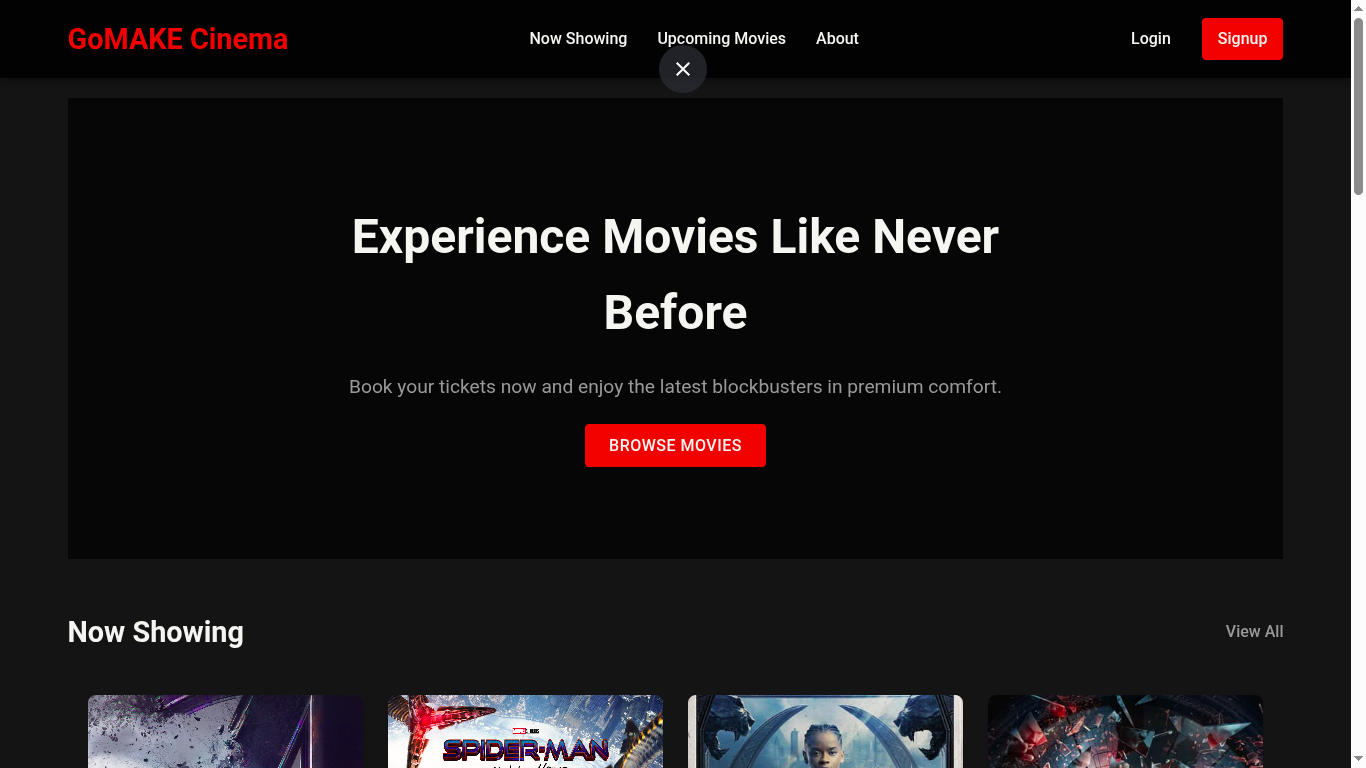 GoMAKE Cinema
Now Showing
Upcoming Movies
About
Login
Signup
Experience Movies Like Never
Before
Book your tickets now and enjoy the latest blockbusters in premium comfort.
BROWSE MOVIES
Now Showing
View All
SPIDER-MAN